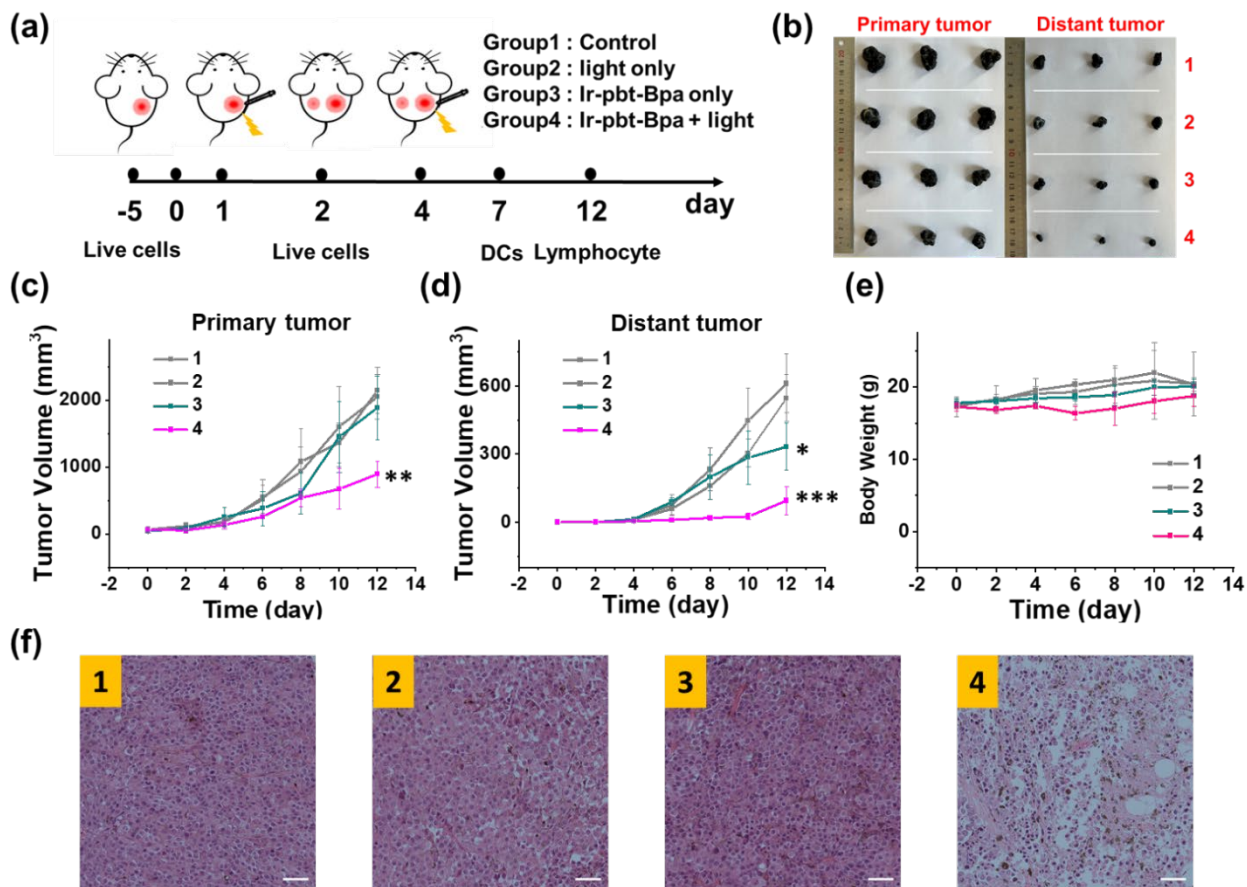 (a)
Group1 : Control
Group2 : light only
Group3 : Ir-pbt-Bpa only
Group4 : Ir-pbt-Bpa + light
-5 0 1 2 4 7 12 day
Live cells Live cells DCs Lymphocyte
(b)
Primary tumor Distant tumor
1
2
3
4
(c)
Primary tumor
Tumor Volume (mm³)
1
2
3
4
2000
1000
0
**
-2 0 2 4 6 8 10 12 14
Time (day)
(d)
Distant tumor
Tumor Volume (mm³)
1
2
3
4
600
300
0
*
***
-2 0 2 4 6 8 10 12 14
Time (day)
(e)
Body Weight (g)
20
10
0
1
2
3
4
-2 0 2 4 6 8 10 12 14
Time (day)
(f)
1 2 3 4